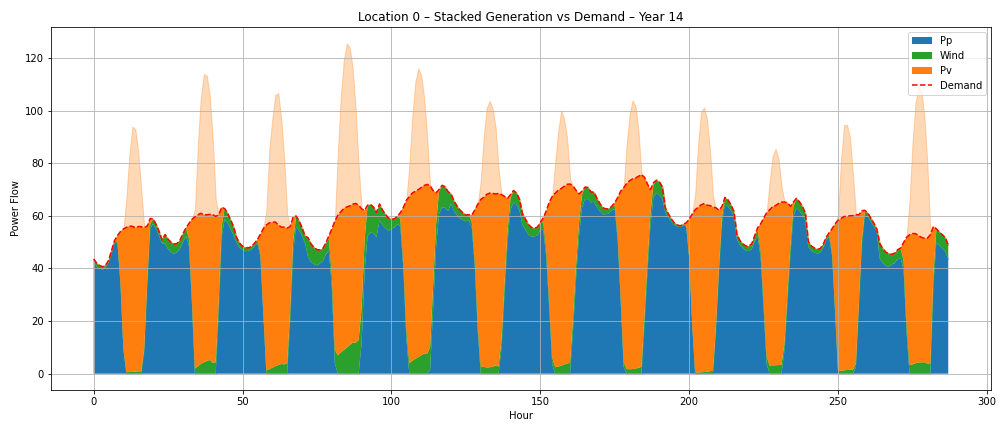 Location 0 – Stacked Generation vs Demand – Year 14
Power Flow
120
100
80
60
40
20
0
0
50
100
150
200
250
300
Hour
Pp
Wind
Pv
Demand